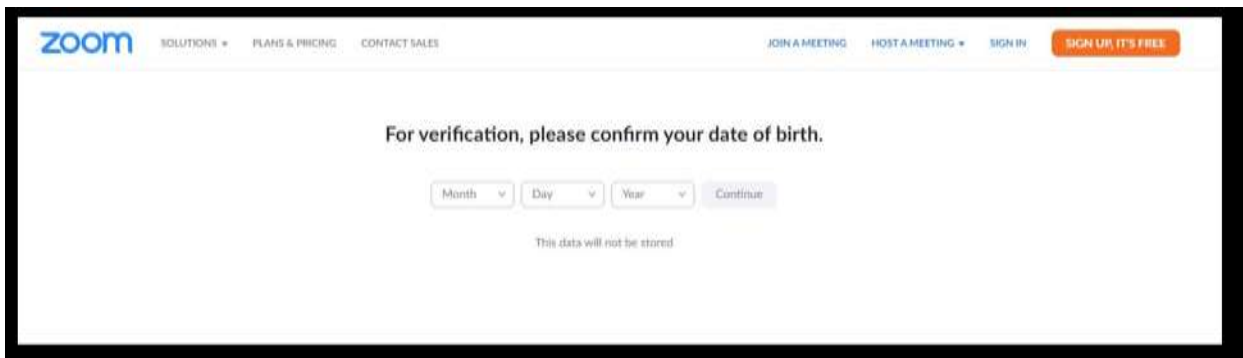 zoom SOLUTIONS PLANS & PRICING CONTACT SALES JOIN A MEETING HOST A MEETING SIGN IN SIGN UP, IT'S FREE
For verification, please confirm your date of birth.
Month Day Year Continue
This data will not be stored